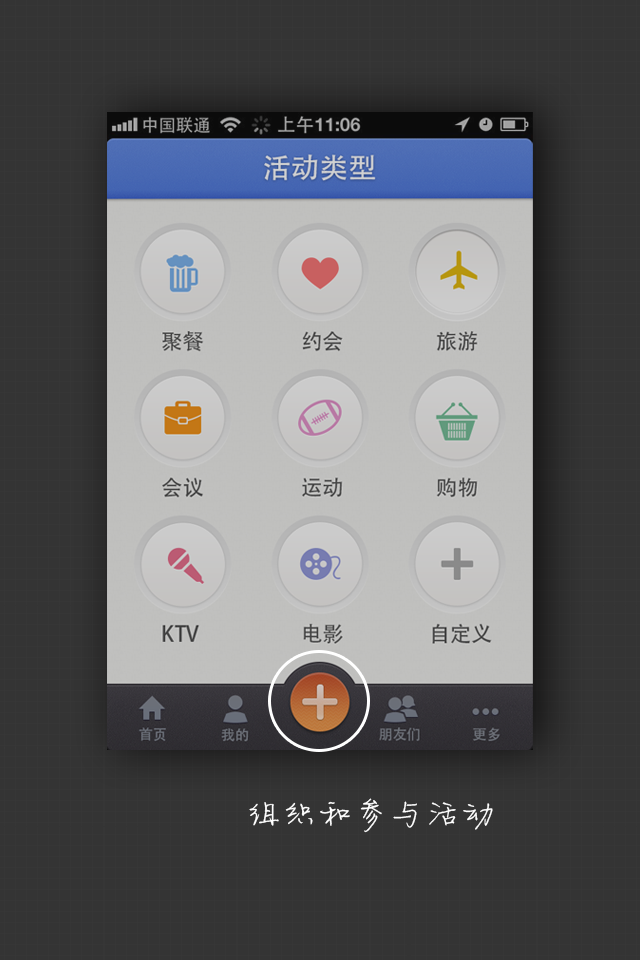 中国联通 上午11:06
活动类型
聚餐 约会 旅游
会议 运动 购物
KTV 电影 自定义
首页 我的 朋友们 更多
组织和参与活动